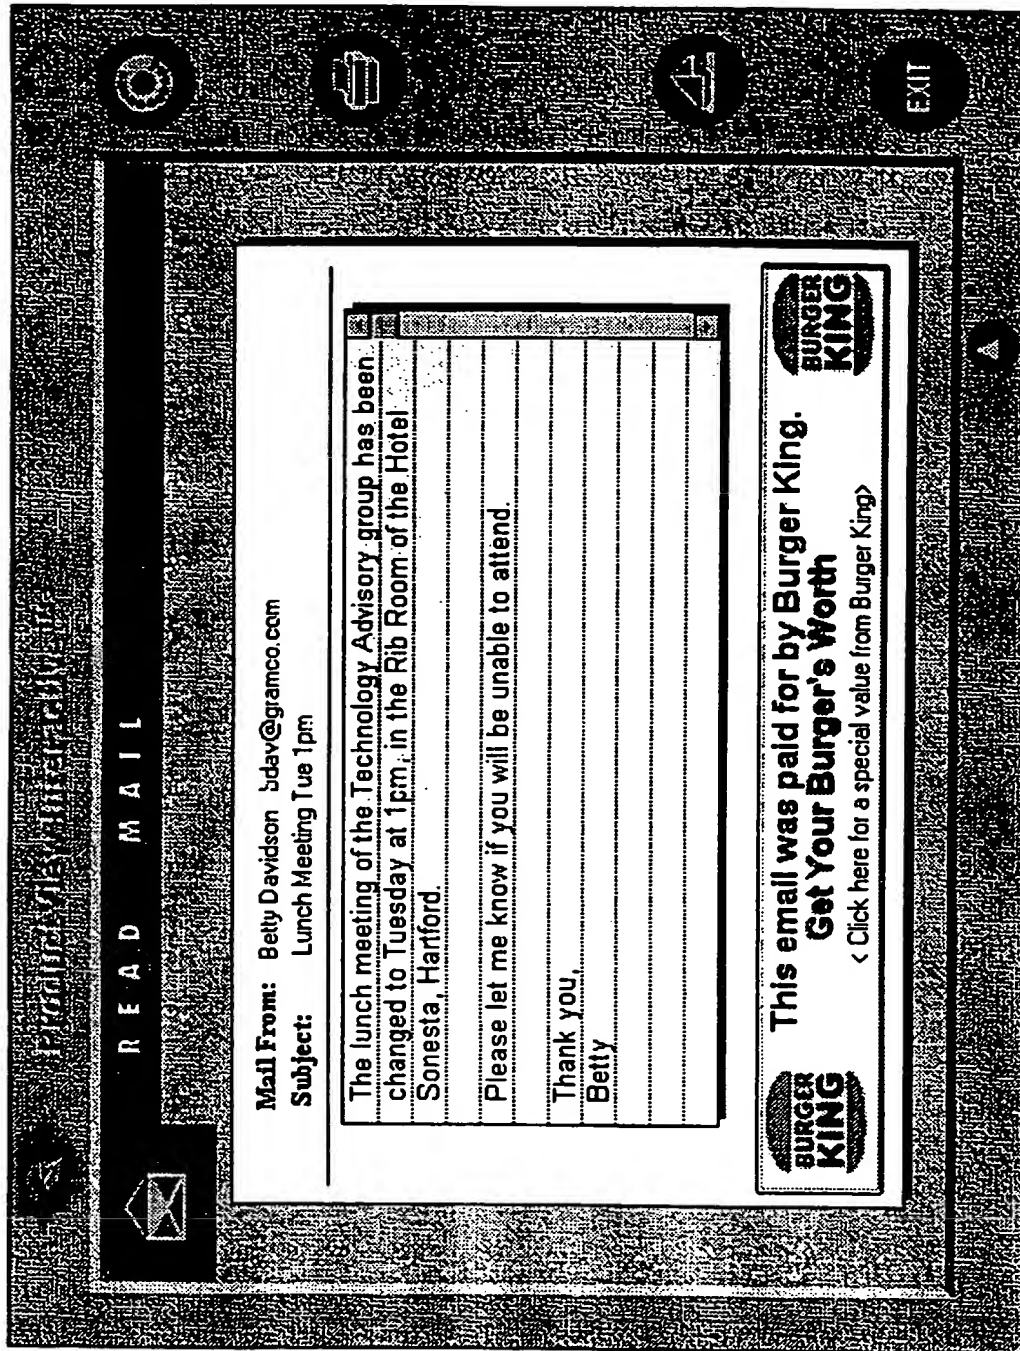 READ MAIL
EXIT
Mail From: Betty Davidson bdav@gramco.com
Subject: Lunch Meeting Tue 1pm
The lunch meeting of the Technology Advisory group has been
changed to Tuesday at 1pm, in the Rib Room of the Hotel
Sonesta, Hartford.
Please let me know if you will be unable to attend.
Thank you,
Betty
BURGER
KING
This email was paid for by Burger King.
Get Your Burger's Worth
< Click here for a special value from Burger King>
BURGER
KING